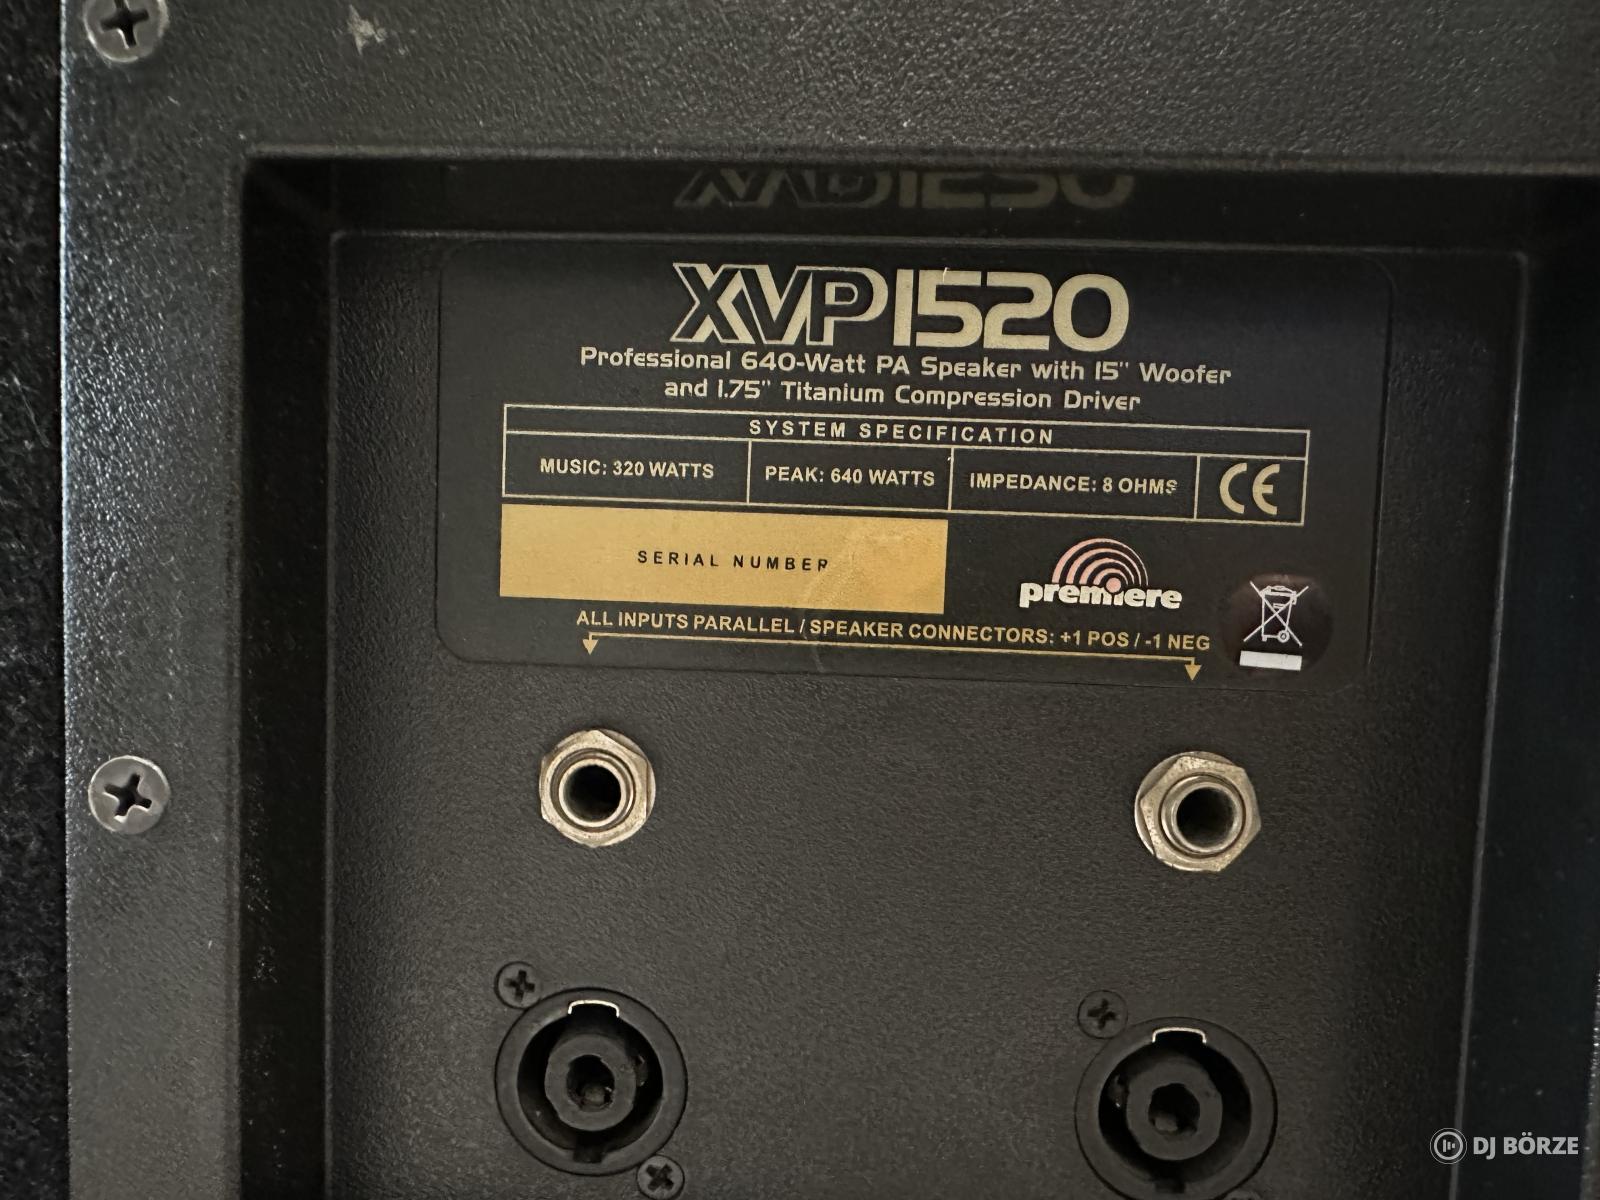 XVP1520
Professional 640-Watt PA Speaker with 15" Woofer
and 1.75" Titanium Compression Driver
SYSTEM SPECIFICATION
MUSIC: 320 WATTS
PEAK: 640 WATTS
IMPEDANCE: 8 OHMS
CE
SERIAL NUMBER
premiere
ALL INPUTS PARALLEL / SPEAKER CONNECTORS: +1 POS / -1 NEG
DJ BÖRZE